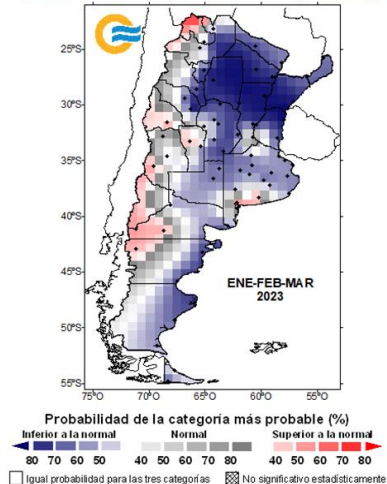 25°S
30°S
35°S
40°S
45°S
50°S
55°S
ENE-FEB-MAR
2023
75°W 70°W 65°W 60°W 55°W
Probabilidad de la categoría más probable (%)
Inferior a la normal Normal Superior a la normal
80 70 60 50 40 50 60 70 80 40 50 60 70 80
Igual probabilidad para las tres categorías No significativo estadísticamente